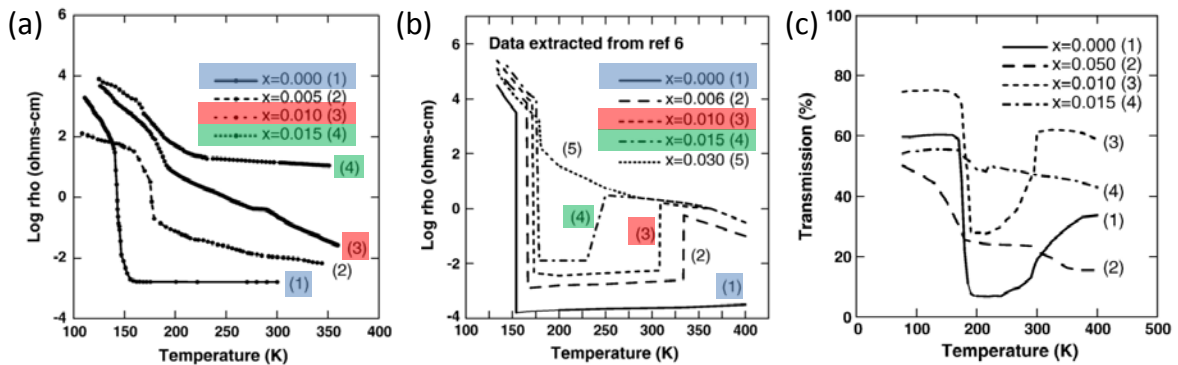 (a)
6
4
2
0
-2
-4
100
150
200
250
300
350
400
Log rho (ohms-cm)
Temperature (K)
x=0.000 (1)
x=0.005 (2)
x=0.010 (3)
x=0.015 (4)
(4)
(3)
(2)
(1)
(b)
Data extracted from ref 6
6
4
2
0
-2
-4
100
150
200
250
300
350
400
Log rho (ohms-cm)
Temperature (K)
x=0.000 (1)
x=0.006 (2)
x=0.010 (3)
x=0.015 (4)
x=0.030 (5)
(5)
(4)
(3)
(2)
(1)
(c)
100
80
60
40
20
0
0
100
200
300
400
500
Transmission (%)
Temperature (K)
x=0.000 (1)
x=0.050 (2)
x=0.010 (3)
x=0.015 (4)
(3)
(4)
(1)
(2)